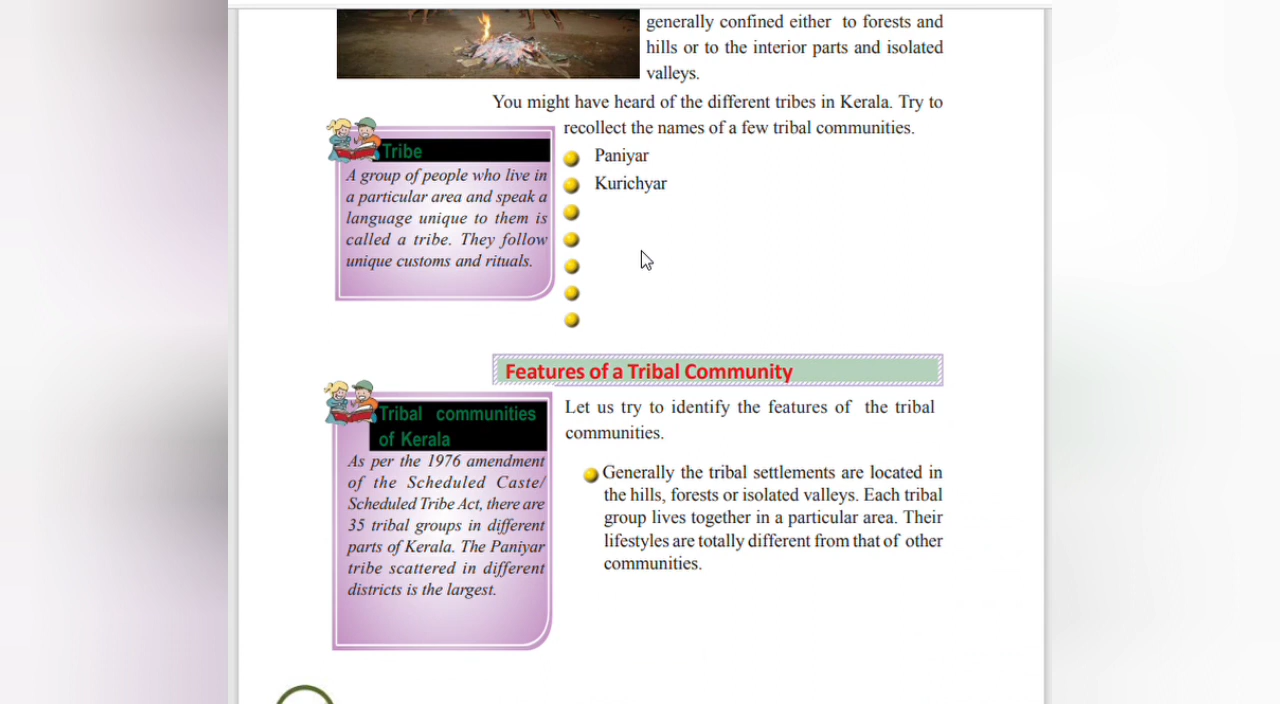 generally confined either to forests and
hills or to the interior parts and isolated
valleys.
You might have heard of the different tribes in Kerala. Try to
recollect the names of a few tribal communities.
Paniyar
Kurichyar
Tribe
A group of people who live in
a particular area and speak a
language unique to them is
called a tribe. They follow
unique customs and rituals.
Features of a Tribal Community
Tribal communities
of Kerala
As per the 1976 amendment
of the Scheduled Caste/
Scheduled Tribe Act, there are
35 tribal groups in different
parts of Kerala. The Paniyar
tribe scattered in different
districts is the largest.
Let us try to identify the features of the tribal
communities.
Generally the tribal settlements are located in
the hills, forests or isolated valleys. Each tribal
group lives together in a particular area. Their
lifestyles are totally different from that of other
communities.